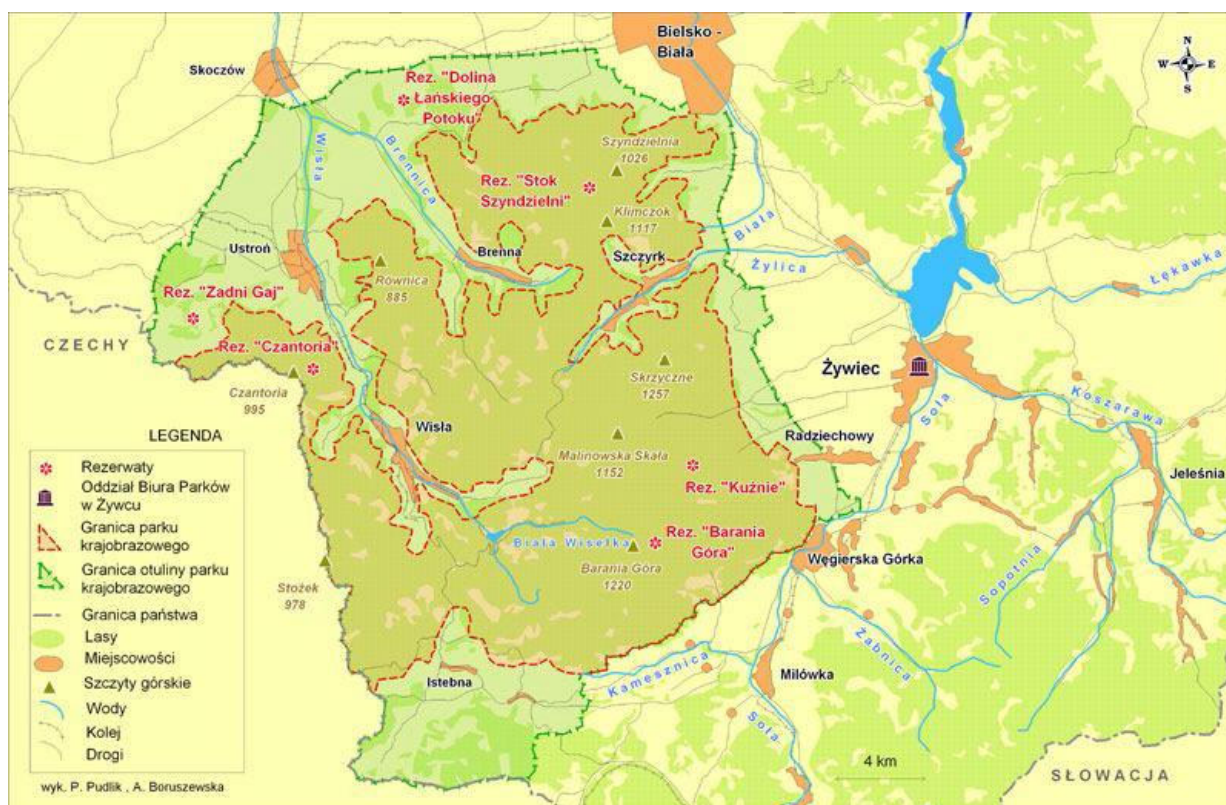 Bielsko -
Biała
N
W E
S
Skoczów
Rez. "Dolina
Łańskiego
Potoku"
Wisła
Brennica
Szyndzielnia
1026
Rez. "Stok
Szyndzielni"
Klimczok
1117
Biała
Ustroń
Brenna
Szczyrk
Żylica
Łękawka
Równica
885
Rez. "Zadni Gaj"
CZECHY
Rez. "Czantoria"
Czantoria
995
Skrzyczne
1257
Żywiec
Soła
Koszarawa
LEGENDA
Wisła
Radziechowy
Malinowska Skała
1152
Rez. "Kuźnie"
Jeleśnia
Rezerwaty
Oddział Biura Parków
w Żywcu
Granica parku
krajobrazowego
Granica otuliny parku
krajobrazowego
Granica państwa
Lasy
Miejscowości
Szczyty górskie
Wody
Kolej
Drogi
Biała Wisełka
Rez. "Barania
Góra"
Barania Góra
1220
Węgierska Górka
Sopotnia
Stożek
978
Żabnica
Kamesznica
Istebna
Milówka
Soła
4 km
SŁOWACJA
wyk. P. Pudlik , A. Boruszewska